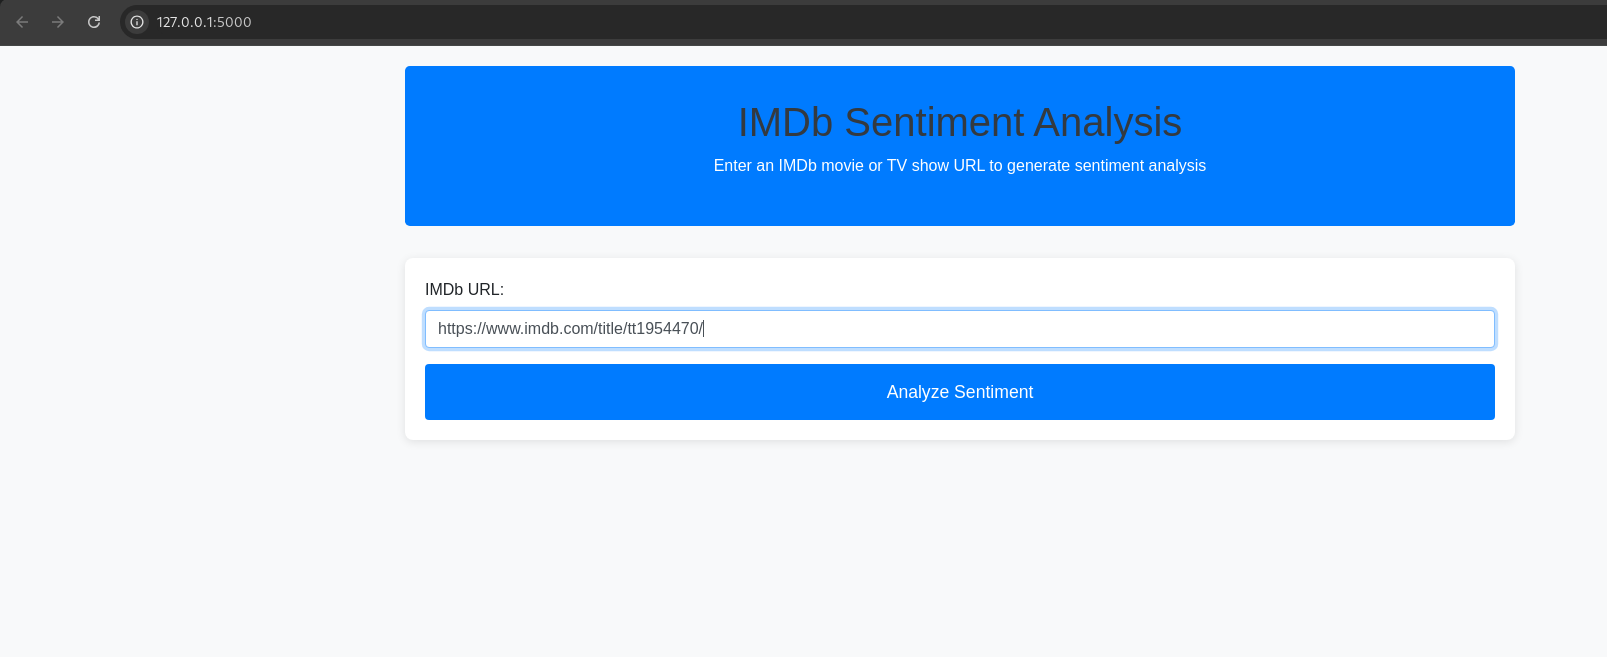 127.0.0.1:5000
IMDb Sentiment Analysis
Enter an IMDb movie or TV show URL to generate sentiment analysis
IMDb URL:
https://www.imdb.com/title/tt1954470/
Analyze Sentiment